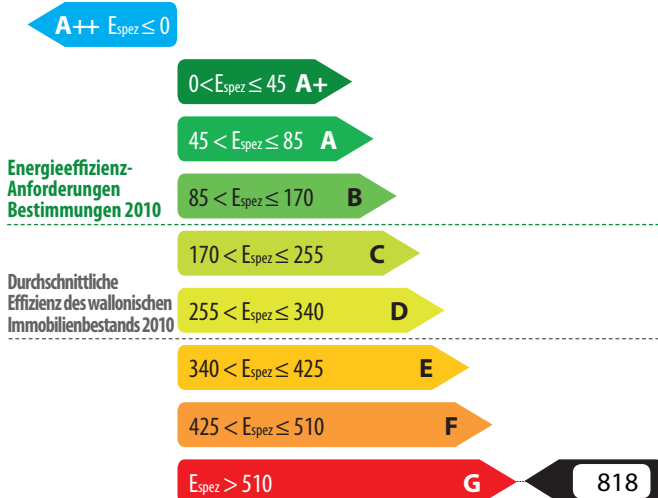 A++ Espez ≤ 0
0<Espez ≤ 45 A+
45 < Espez ≤ 85 A
Energieeffizienz-
Anforderungen
Bestimmungen 2010
85 < Espez ≤ 170 B
170 < Espez ≤ 255 C
Durchschnittliche
Effizienz des wallonischen
Immobilienbestands 2010
255 < Espez ≤ 340 D
340 < Espez ≤ 425 E
425 < Espez ≤ 510 F
Espez > 510 G 818